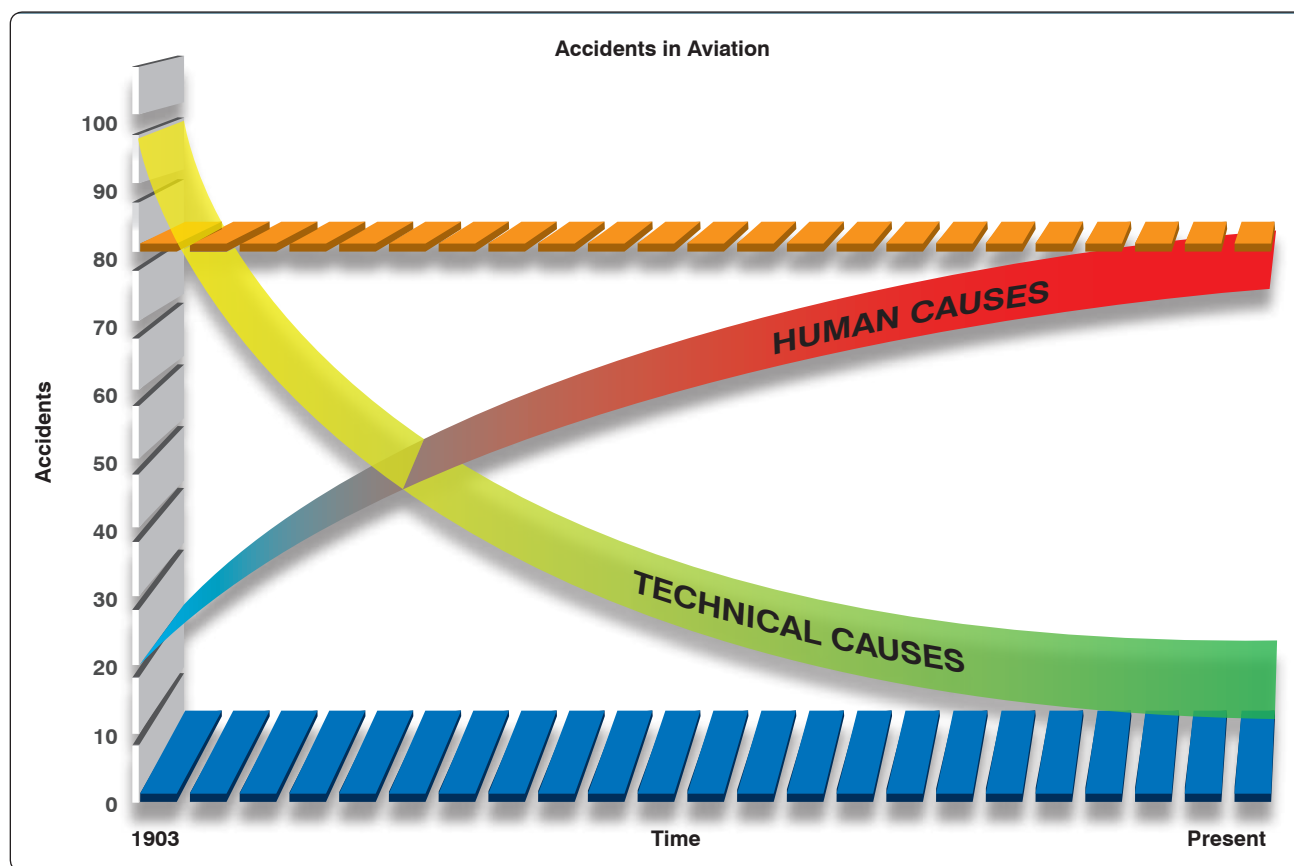 Accidents in Aviation
100
90
80
70
60
50
40
30
20
10
0
Accidents
HUMAN CAUSES
TECHNICAL CAUSES
1903
Time
Present